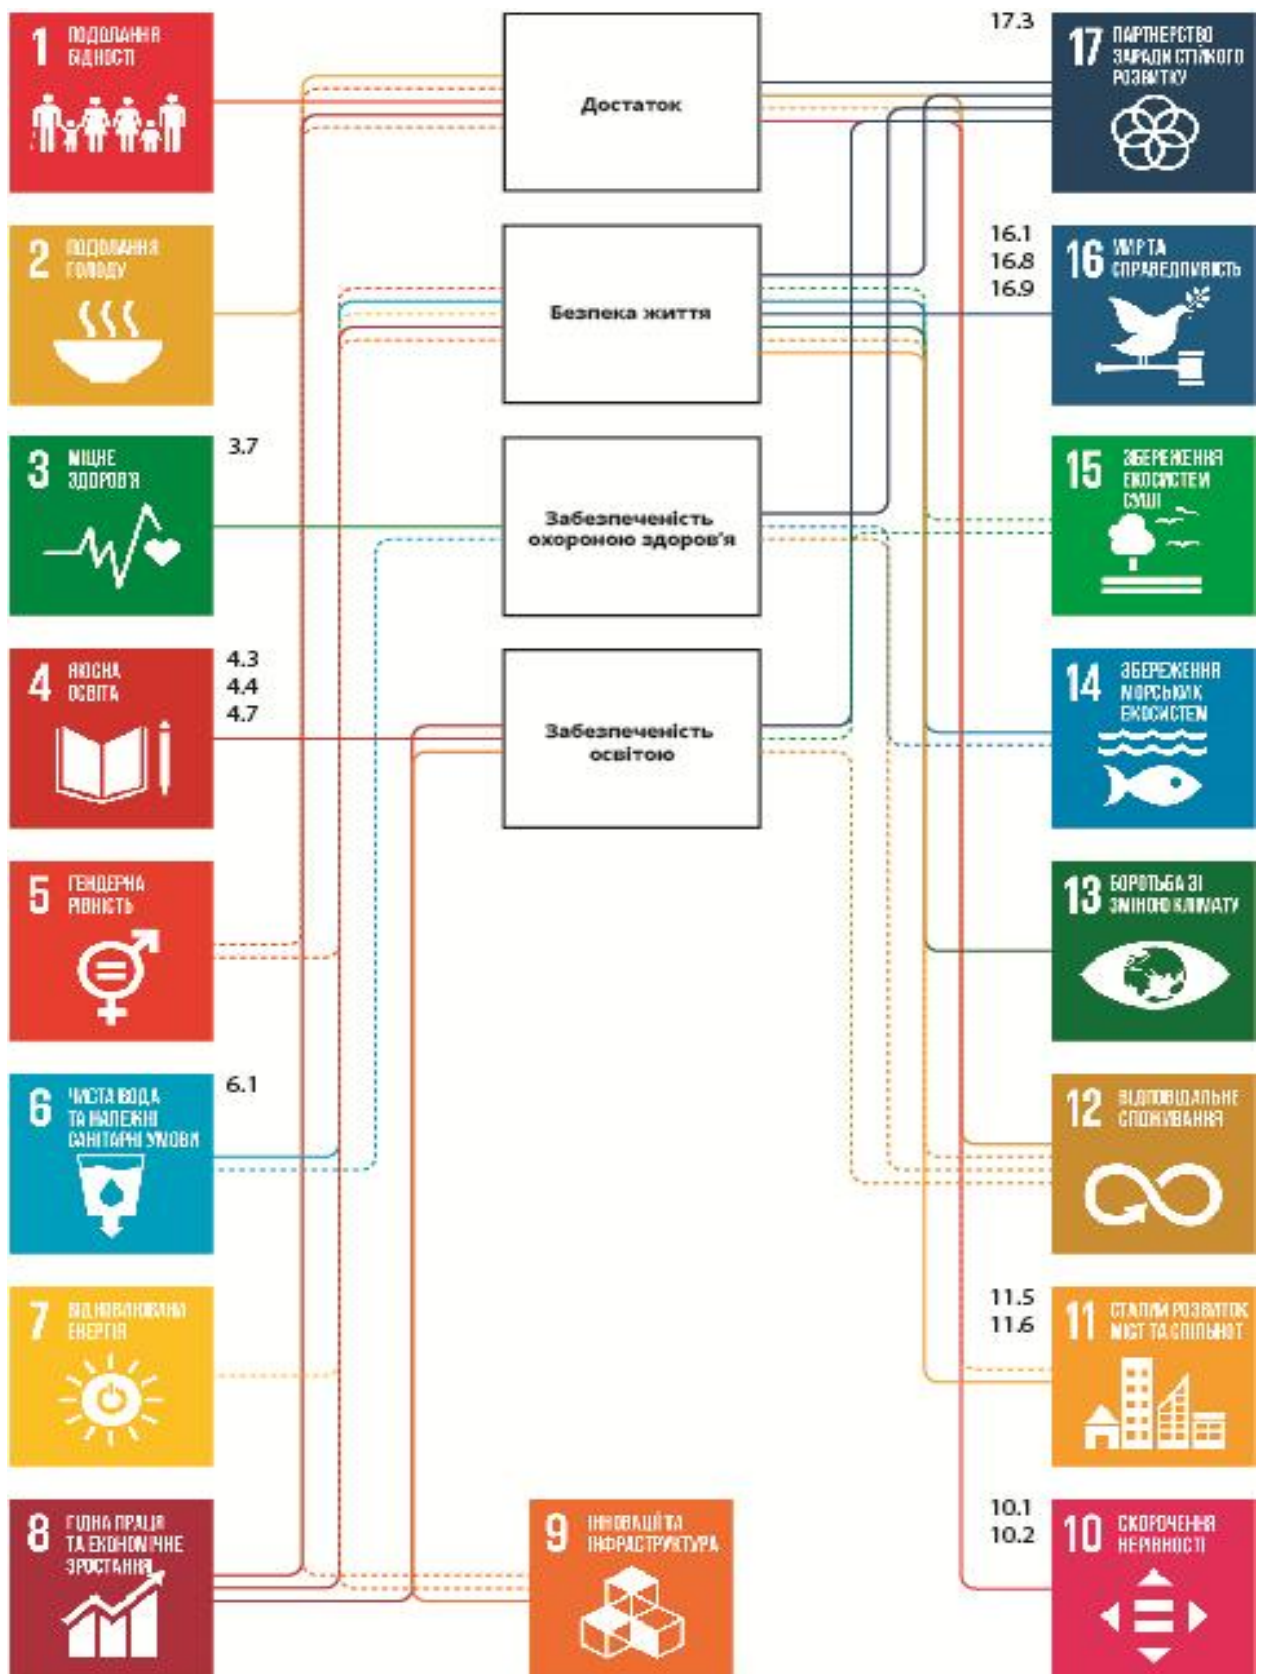 1 ПОДОЛАННЯ
БІДНОСТІ
2 ПОДОЛАННЯ
ГОЛОДУ
3 МІЦНЕ
ЗДОРОВ'Я
3.7
4 ЯКІСНА
ОСВІТА
4.3
4.4
4.7
5 ГЕНДЕРНА
РІВНІСТЬ
6 ЧИСТА ВОДА
ТА НАЛЕЖНІ
САНІТАРНІ УМОВИ
6.1
7 ВІДНОВЛЮВАНА
ЕНЕРГІЯ
8 ГІДНА ПРАЦЯ
ТА ЕКОНОМІЧНЕ
ЗРОСТАННЯ
Достаток
Безпека життя
Забезпеченість
охороною здоров'я
Забезпеченість
освітою
9 ІННОВАЦІЇ ТА
ІНФРАСТРУКТУРА
17.3
17 ПАРТНЕРСТВО
ЗАРАДИ СТІЙКОГО
РОЗВИТКУ
16.1
16.8
16.9
16 МИР ТА
СПРАВЕДЛИВІСТЬ
15 ЗБЕРЕЖЕННЯ
ЕКОСИСТЕМ
СУШІ
14 ЗБЕРЕЖЕННЯ
МОРСЬКИХ
ЕКОСИСТЕМ
13 БОРОТЬБА ЗІ
ЗМІНОЮ КЛІМАТУ
12 ВІДПОВІДАЛЬНЕ
СПОЖИВАННЯ
11.5
11.6
11 СТАЛИЙ РОЗВИТОК
МІСТ ТА СПІЛЬНОТ
10.1
10.2
10 СКОРОЧЕННЯ
НЕРІВНОСТІ